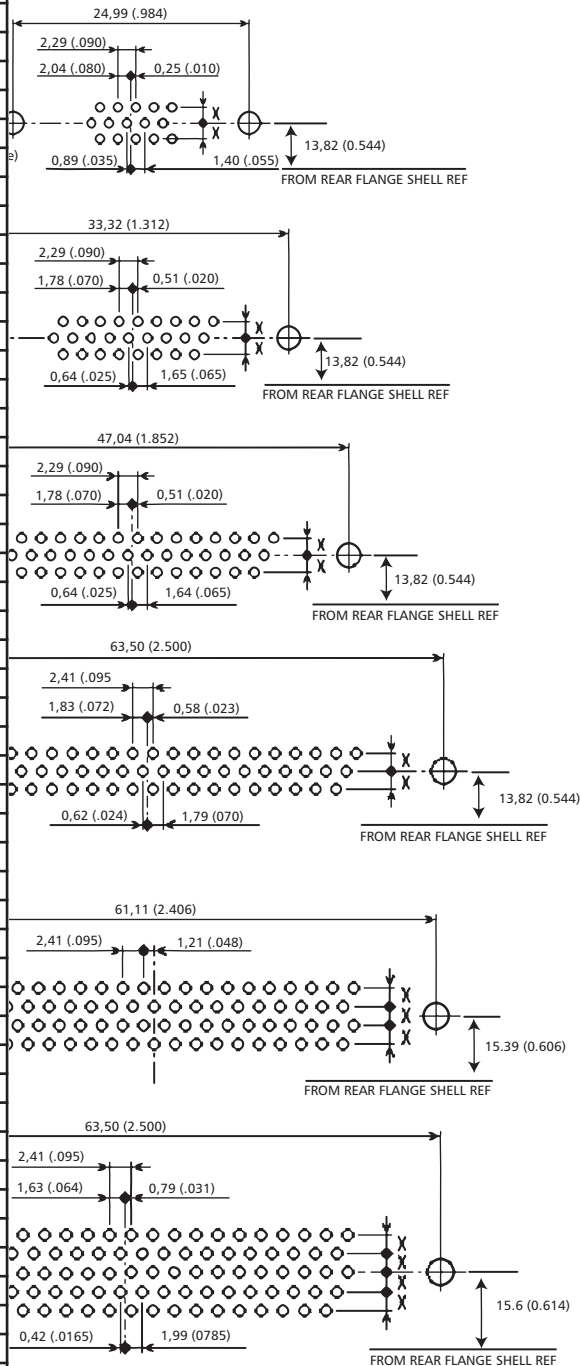 24,99 (.984)
2,29 (.090)
2,04 (.080) 0,25 (.010)
X
X
13,82 (0.544)
e)
0,89 (.035) 1,40 (.055)
FROM REAR FLANGE SHELL REF
33,32 (1.312)
2,29 (.090)
1,78 (.070) 0,51 (.020)
X
X
13,82 (0.544)
0,64 (.025) 1,65 (.065)
FROM REAR FLANGE SHELL REF
47,04 (1.852)
2,29 (.090)
1,78 (.070) 0,51 (.020)
X
X
13,82 (0.544)
0,64 (.025) 1,64 (.065)
FROM REAR FLANGE SHELL REF
63,50 (2.500)
2,41 (.095
1,83 (.072) 0,58 (.023)
X
X
13,82 (0.544)
0,62 (.024) 1,79 (070)
FROM REAR FLANGE SHELL REF
61,11 (2.406)
2,41 (.095) 1,21 (.048)
X
X
X
15.39 (0.606)
FROM REAR FLANGE SHELL REF
63,50 (2.500)
2,41 (.095)
1,63 (.064) 0,79 (.031)
X
X
X
X
15.6 (0.614)
0,42 (.0165) 1,99 (0785)
FROM REAR FLANGE SHELL REF